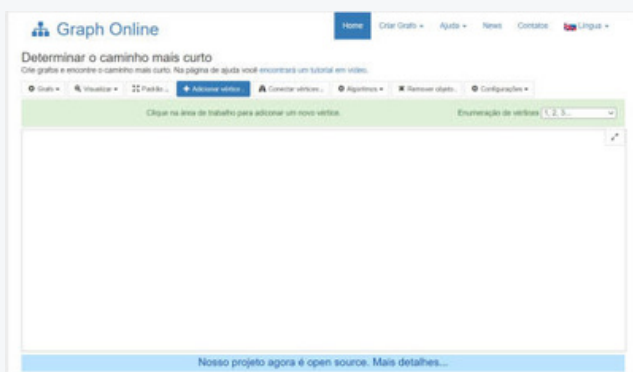 Graph Online
Home Criar Grafo Ajuda News Contatos Língua
Determinar o caminho mais curto
Crie grafos e encontre o caminho mais curto. Na página de ajuda você encontrará um tutorial em vídeo.
Grafo Visualizar Padrão... Adicionar vértice... Conectar vértices... Algoritmos Remover objeto... Configurações
Clique na área de trabalho para adicionar um novo vértice. Enumeração de vértices 1, 2, 3...
Nosso projeto agora é open source. Mais detalhes...